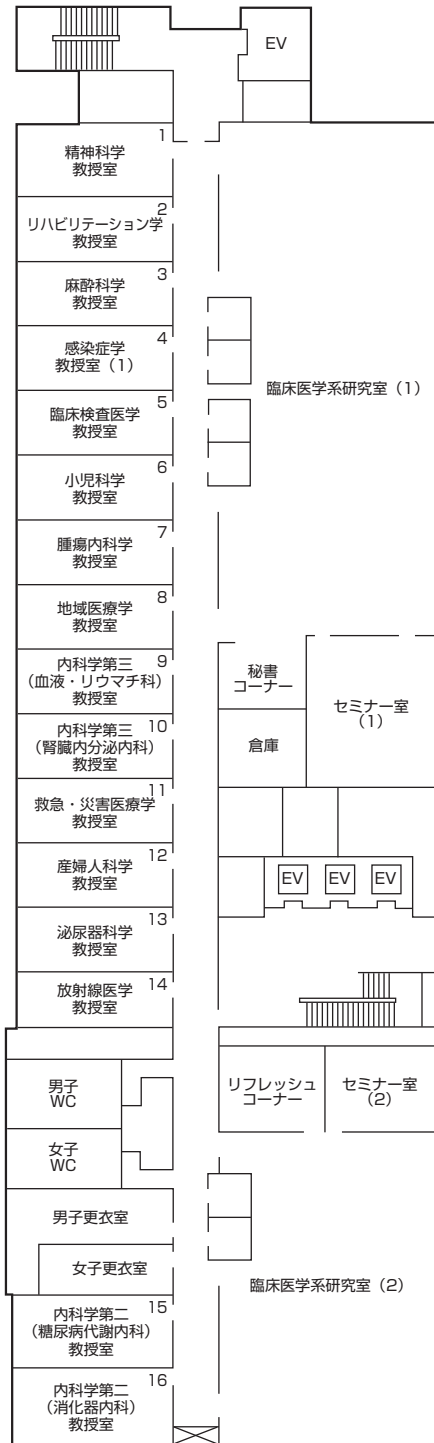 EV
1
精神科学
教授室
2
リハビリテーション学
教授室
3
麻酔科学
教授室
4
感染症学
教授室（1）
臨床医学系研究室（1）
5
臨床検査医学
教授室
6
小児科学
教授室
7
腫瘍内科学
教授室
8
地域医療学
教授室
9
内科学第三
（血液・リウマチ科）
教授室
秘書
コーナー
セミナー室
（1）
10
内科学第三
（腎臓内分泌内科）
教授室
倉庫
11
救急・災害医療学
教授室
12
産婦人科学
教授室
EV
EV
EV
13
泌尿器科学
教授室
14
放射線医学
教授室
男子
WC
リフレッシュ
コーナー
セミナー室
（2）
女子
WC
男子更衣室
女子更衣室
臨床医学系研究室（2）
15
内科学第二
（糖尿病代謝内科）
教授室
16
内科学第二
（消化器内科）
教授室